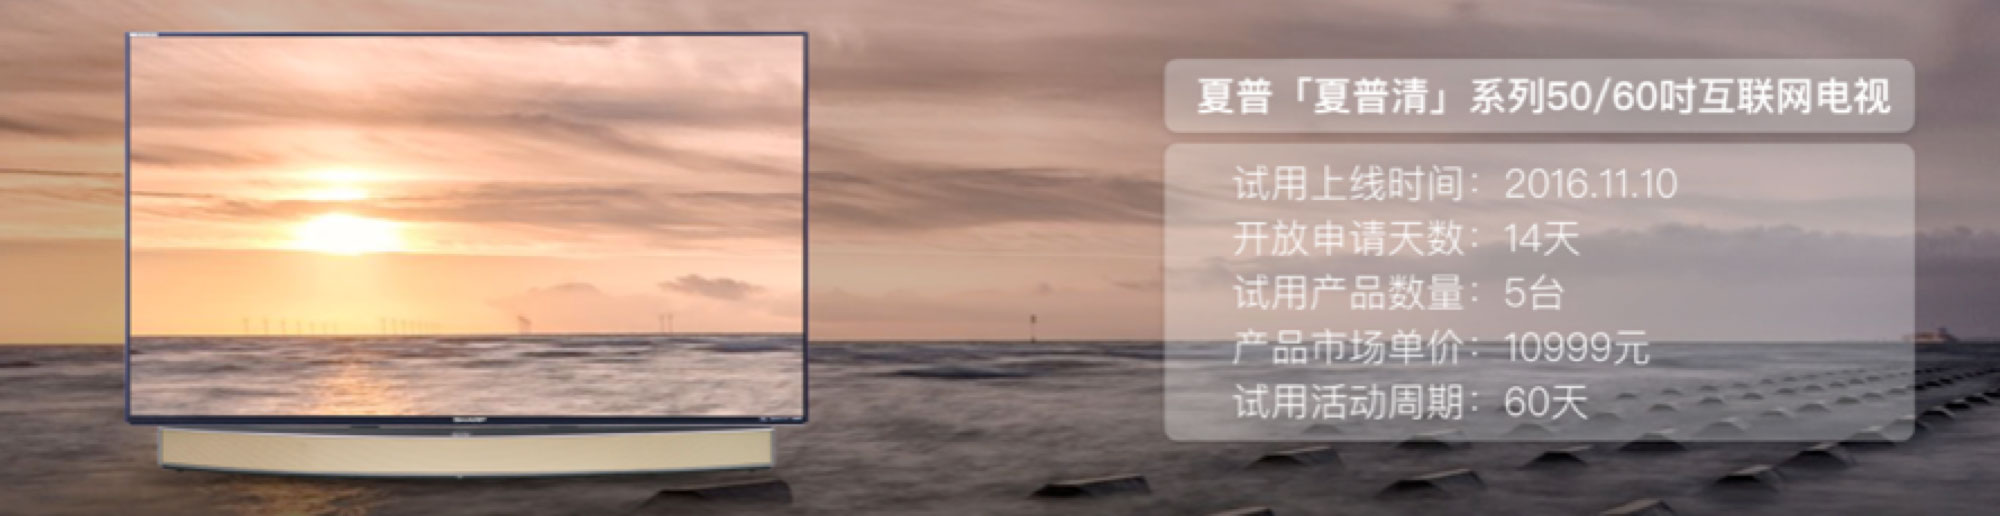 夏普「夏普清」系列50/60吋互联网电视
试用上线时间：2016.11.10
开放申请天数：14天
试用产品数量：5台
产品市场单价：10999元
试用活动周期：60天